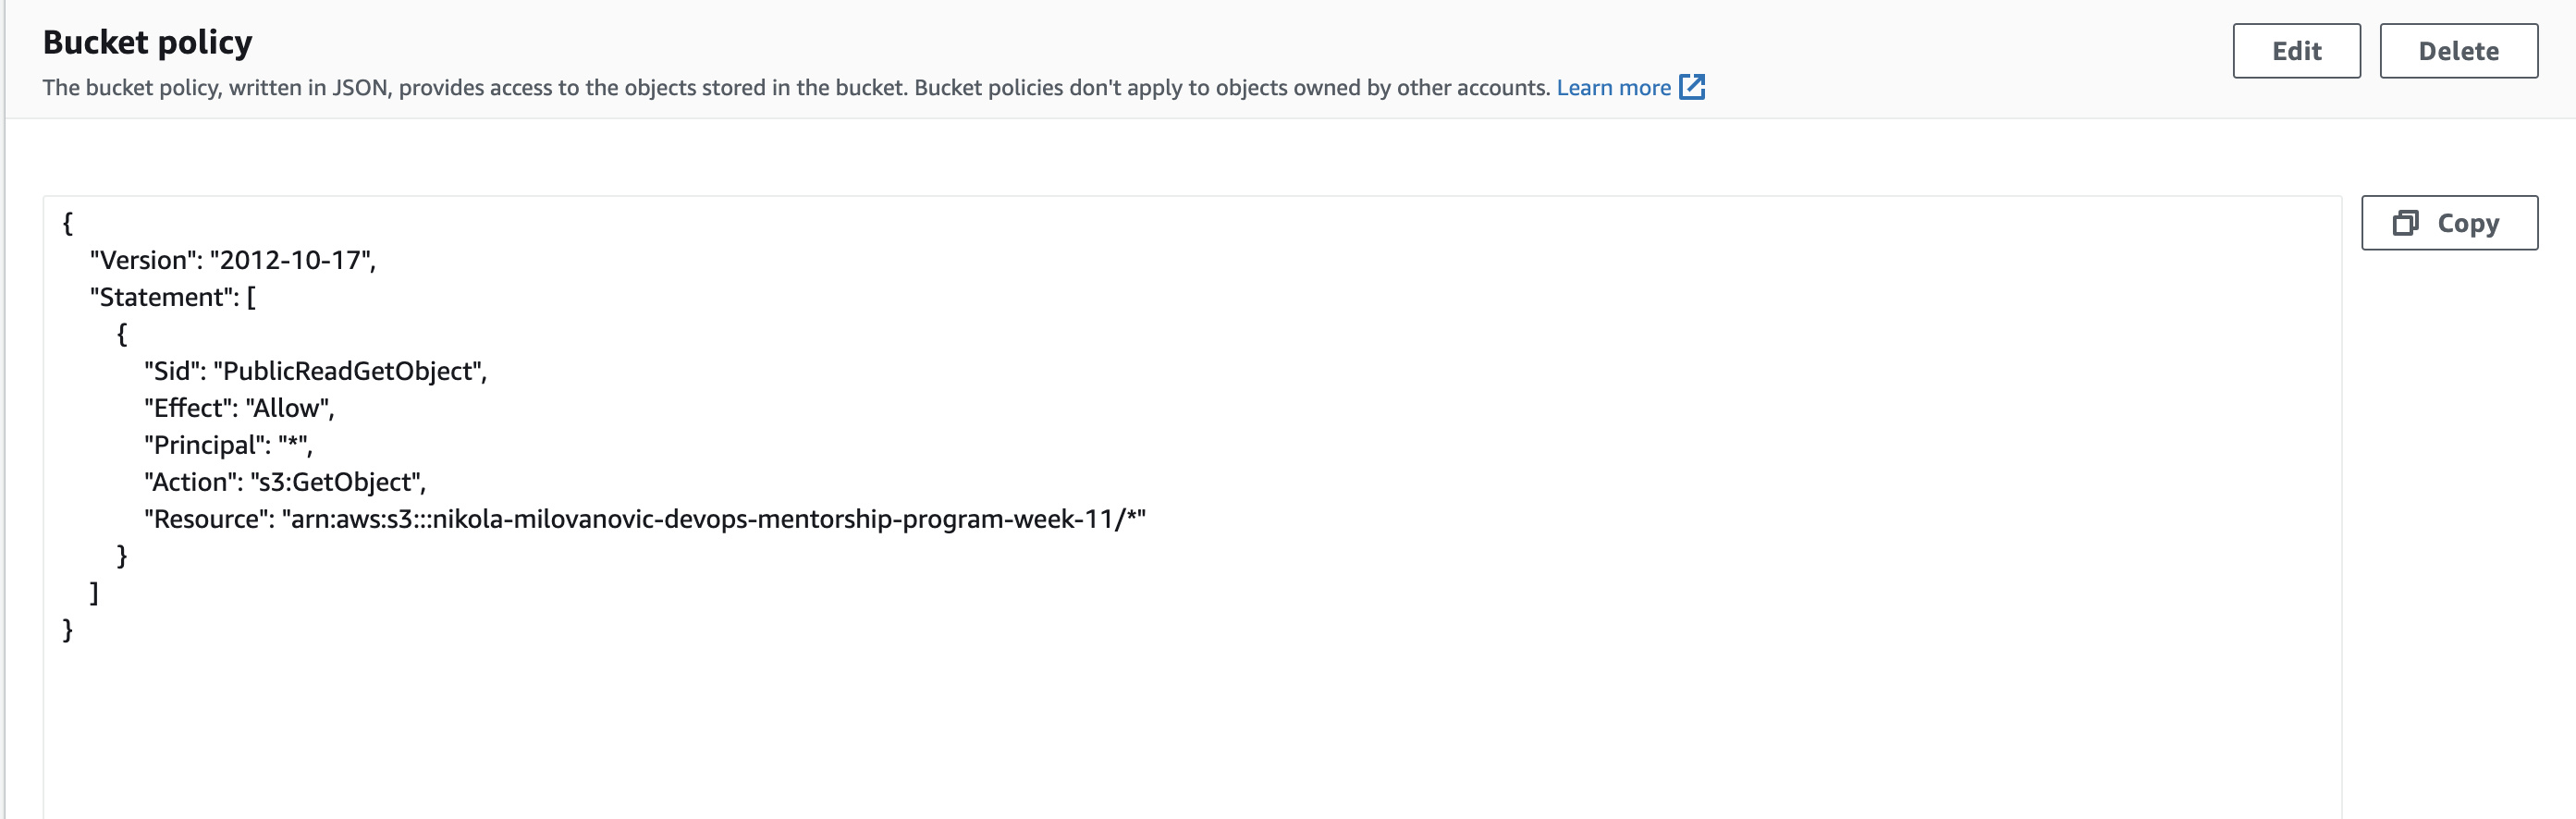 Bucket policy
Edit
Delete
The bucket policy, written in JSON, provides access to the objects stored in the bucket. Bucket policies don't apply to objects owned by other accounts. Learn more
Copy
{
"Version": "2012-10-17",
"Statement": [
{
"Sid": "PublicReadGetObject",
"Effect": "Allow",
"Principal": "*",
"Action": "s3:GetObject",
"Resource": "arn:aws:s3:::nikola-milovanovic-devops-mentorship-program-week-11/*"
}
]
}